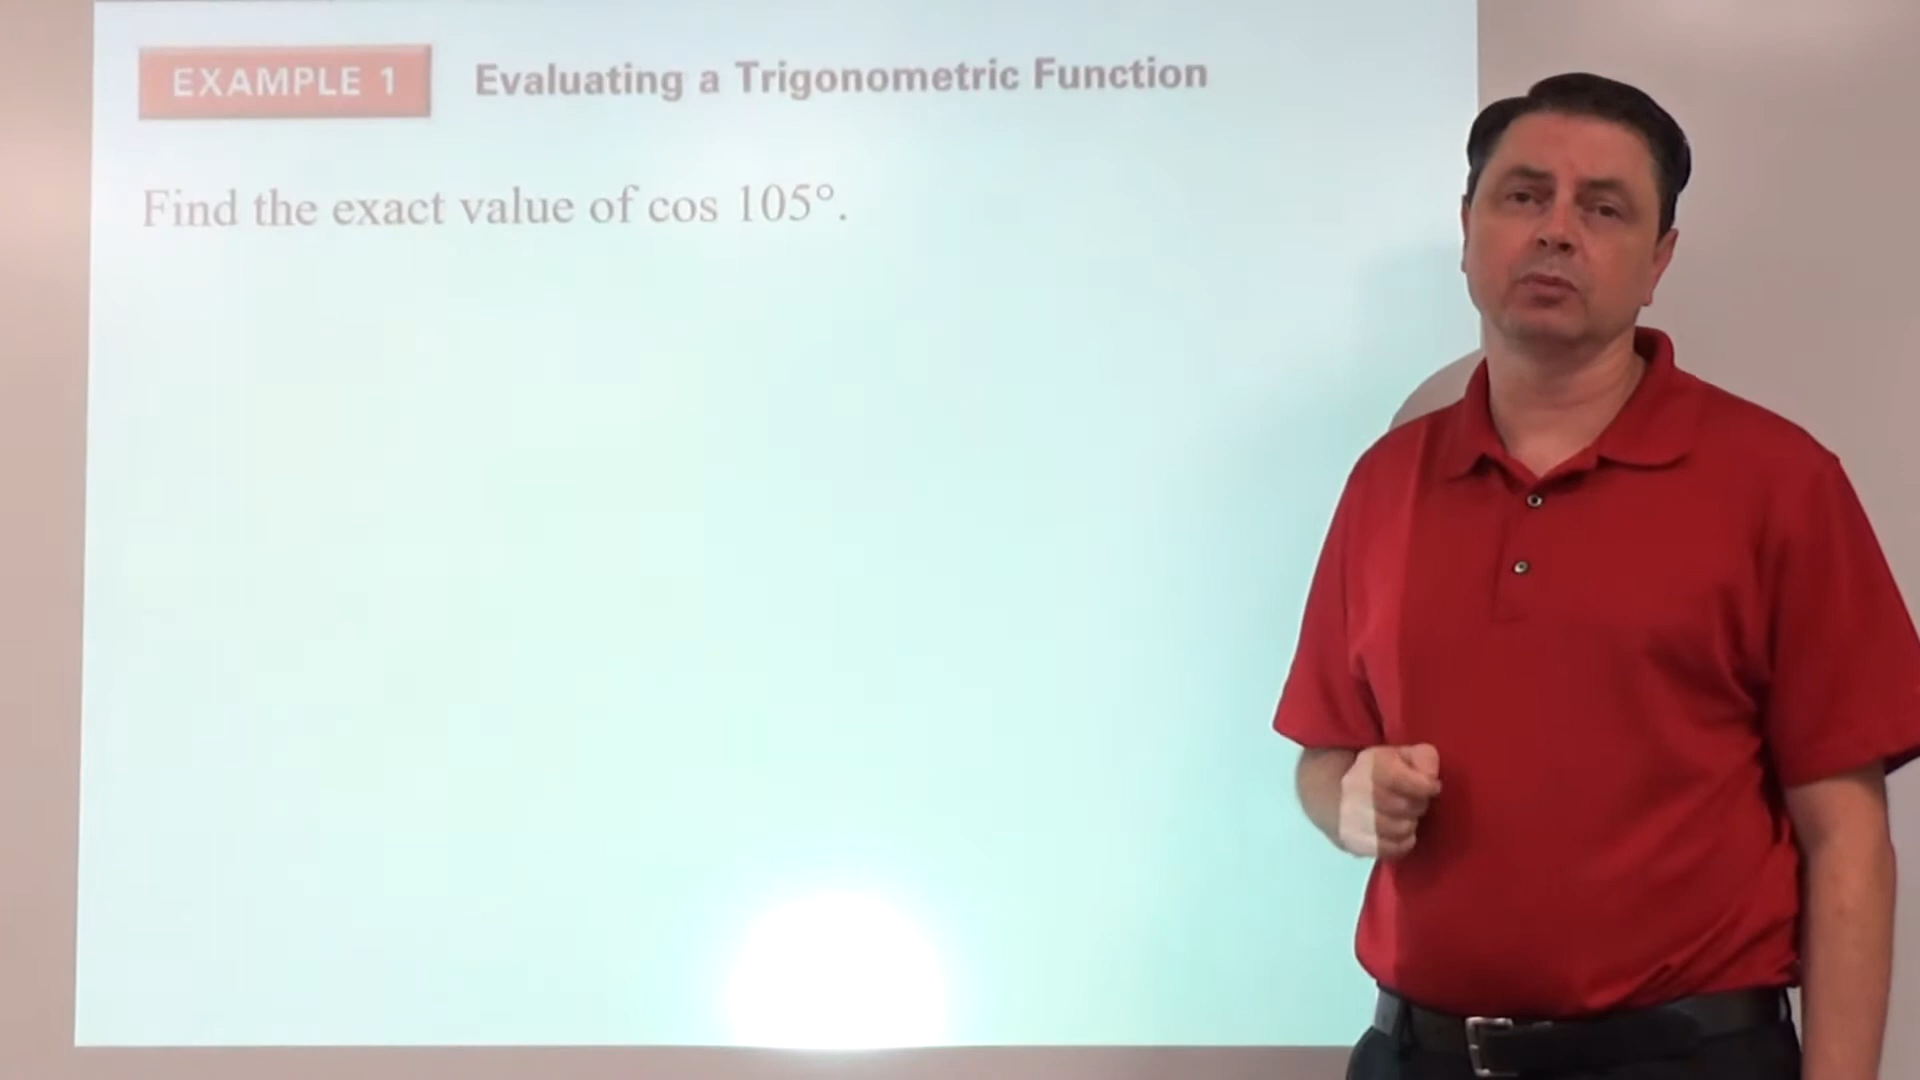 EXAMPLE 1 Evaluating a Trigonometric Function
Find the exact value of cos 105°.